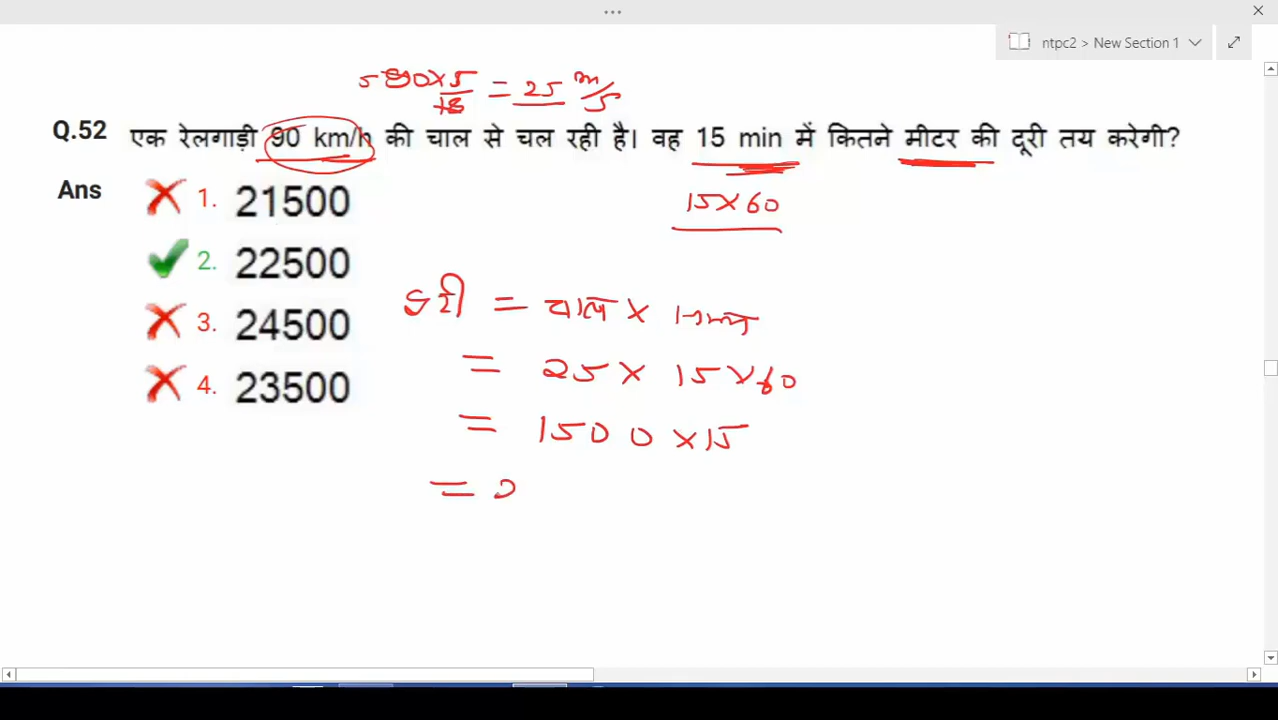 ntpc2 > New Section 1
5 90×5/18 = 25 m/s
Q.52 एक रेलगाड़ी 90 km/h की चाल से चल रही है। वह 15 min में कितने मीटर की दूरी तय करेगी?
15×60
Ans 1. 21500
2. 22500
3. 24500
4. 23500
दूरी = चाल ×
= 25 × 15 × 60
= 1500 × 15
= 2